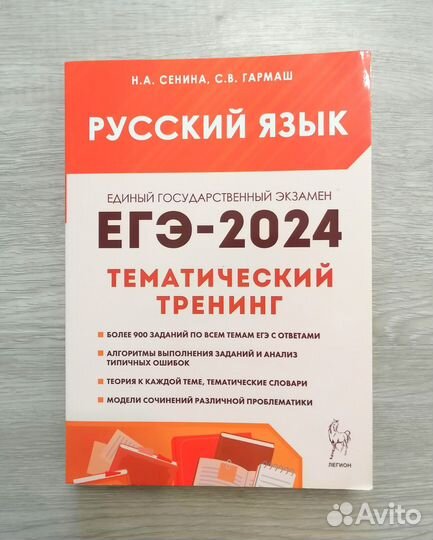 Н.А. СЕНИНА, С.В. ГАРМАШ
РУССКИЙ ЯЗЫК
ЕДИНЫЙ ГОСУДАРСТВЕННЫЙ ЭКЗАМЕН
ЕГЭ-2024
ТЕМАТИЧЕСКИЙ
ТРЕНИНГ
БОЛЕЕ 900 ЗАДАНИЙ ПО ВСЕМ ТЕМАМ ЕГЭ С ОТВЕТАМИ
АЛГОРИТМЫ ВЫПОЛНЕНИЯ ЗАДАНИЙ И АНАЛИЗ
ТИПИЧНЫХ ОШИБОК
ТЕОРИЯ К КАЖДОЙ ТЕМЕ, ТЕМАТИЧЕСКИЕ СЛОВАРИ
МОДЕЛИ СОЧИНЕНИЙ РАЗЛИЧНОЙ ПРОБЛЕМАТИКИ
ЛЕГИОН
Avito